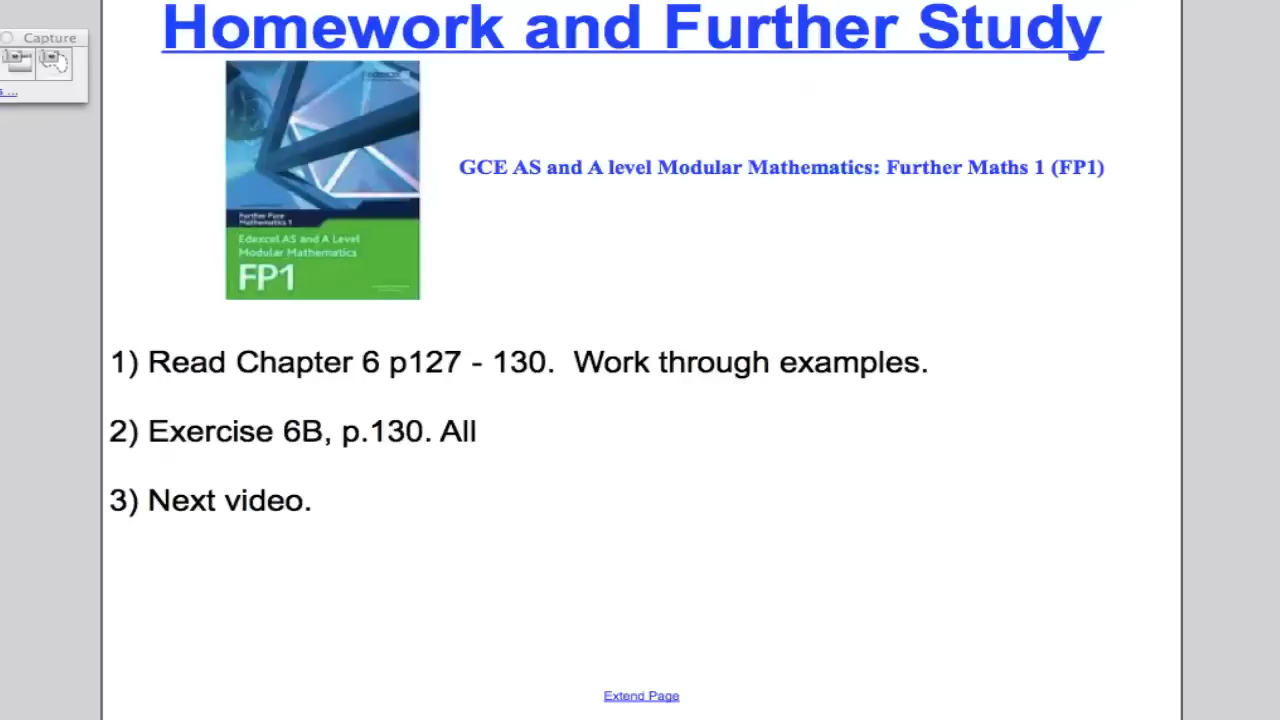 Capture
s ...
Homework and Further Study
GCE AS and A level Modular Mathematics: Further Maths 1 (FP1)
Further Pure
Mathematics 1
Edexcel AS and A Level
Modular Mathematics
FP1
1) Read Chapter 6 p127 - 130.  Work through examples.
2) Exercise 6B, p.130. All
3) Next video.
Extend Page